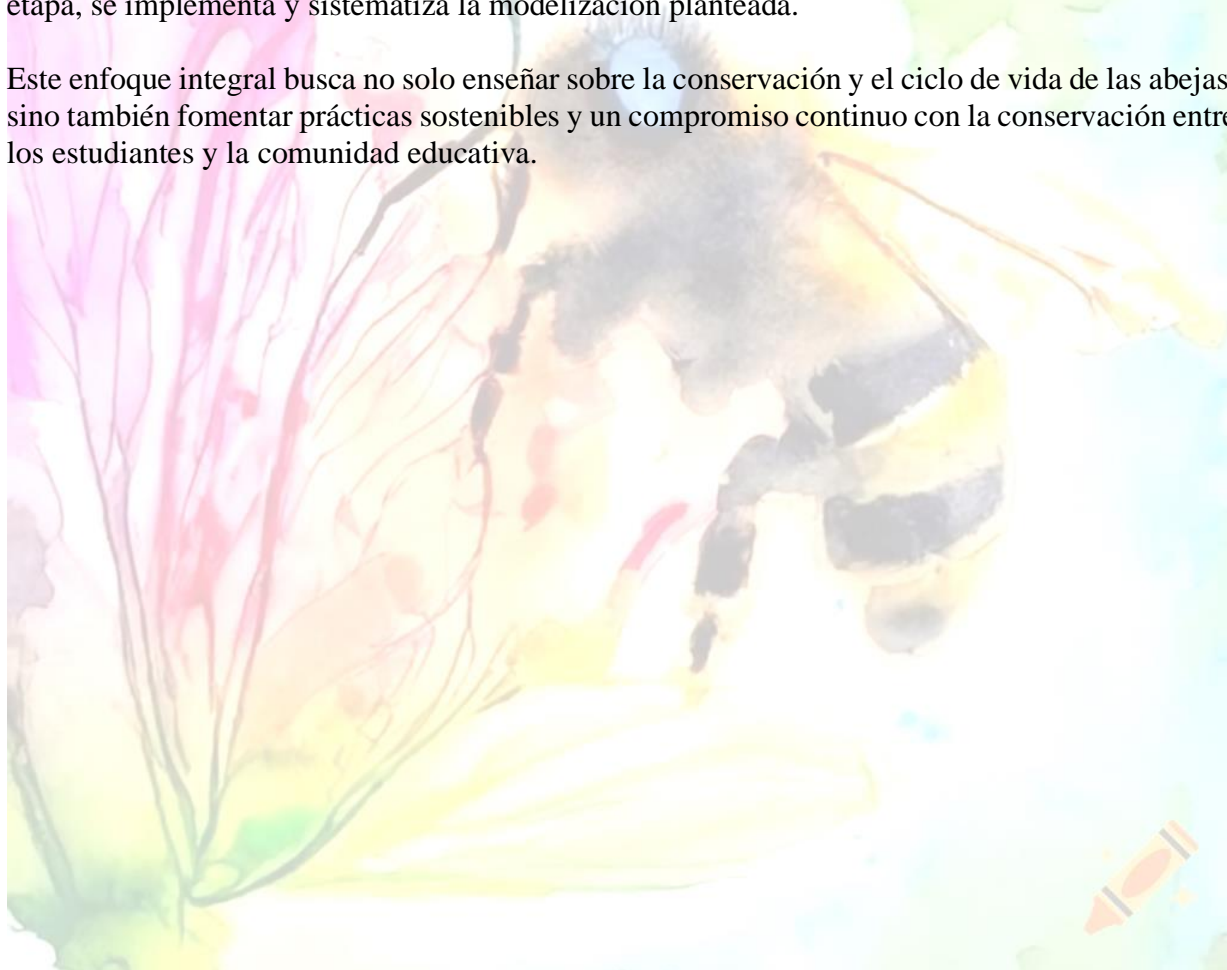 etapa, se implementa y sistematiza la modelización planteada.
Este enfoque integral busca no solo enseñar sobre la conservación y el ciclo de vida de las abejas
sino también fomentar prácticas sostenibles y un compromiso continuo con la conservación entre
los estudiantes y la comunidad educativa.